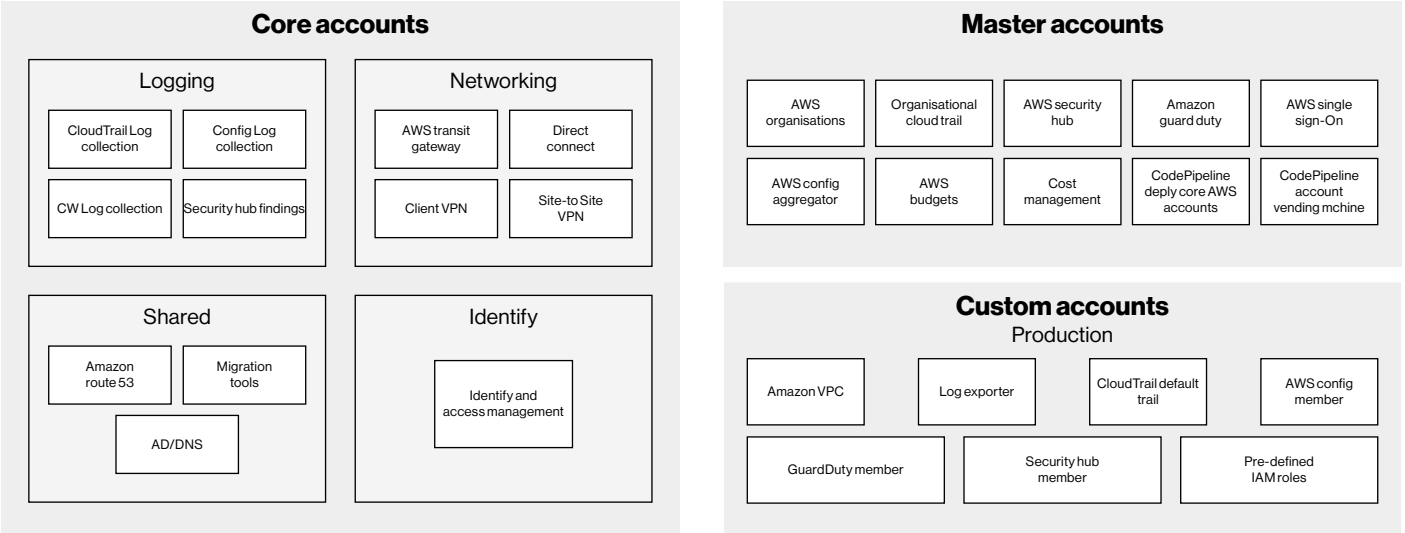 Core accounts
Logging
CloudTrail Log
collection
Config Log
collection
CW Log collection
Security hub findings
Networking
AWS transit
gateway
Direct
connect
Client VPN
Site-to Site
VPN
Shared
Amazon
route 53
Migration
tools
AD/DNS
Identify
Identify and
access management
Master accounts
AWS
organisations
Organisational
cloud trail
AWS security
hub
Amazon
guard duty
AWS single
sign-On
AWS config
aggregator
AWS
budgets
Cost
management
CodePipeline
deply core AWS
accounts
CodePipeline
account
vending mchine
Custom accounts
Production
Amazon VPC
Log exporter
CloudTrail default
trail
AWS config
member
GuardDuty member
Security hub
member
Pre-defined
IAM roles